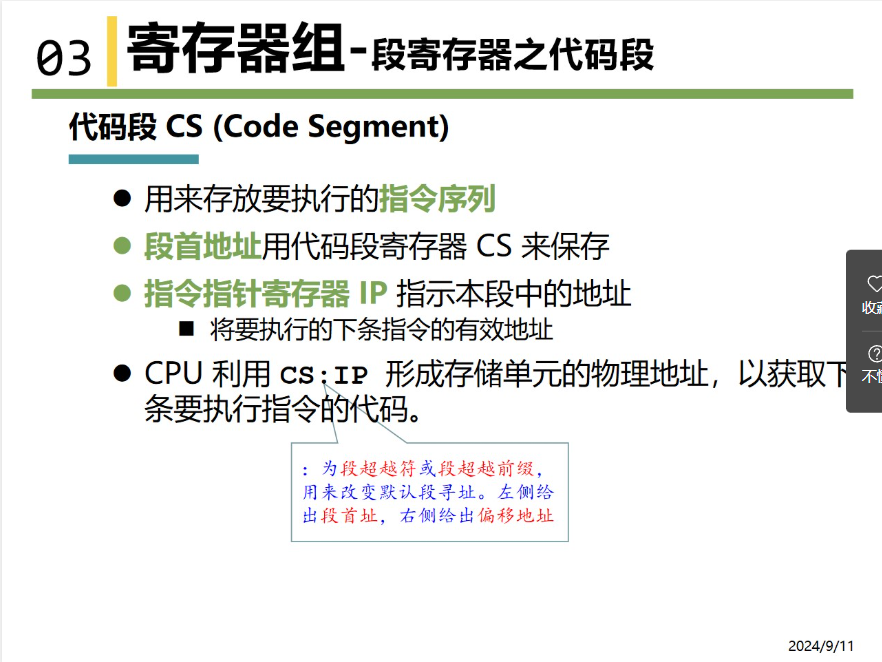 03 寄存器组-段寄存器之代码段
代码段 CS (Code Segment)
● 用来存放要执行的指令序列
● 段首地址用代码段寄存器 CS 来保存
● 指令指针寄存器 IP 指示本段中的地址
■ 将要执行的下条指令的有效地址
● CPU 利用 CS:IP 形成存储单元的物理地址，以获取下
条要执行指令的代码。
：为段超越符或段超越前缀，
用来改变默认段寻址。左侧给
出段首址，右侧给出偏移地址
收藏
2024/9/11